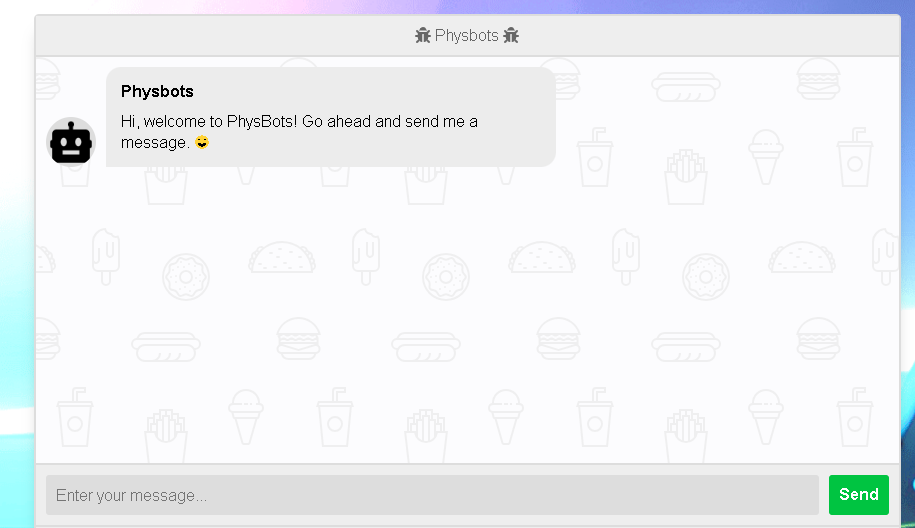 Physbots
Physbots
Hi, welcome to PhysBots! Go ahead and send me a
message. 😄
Enter your message...
Send